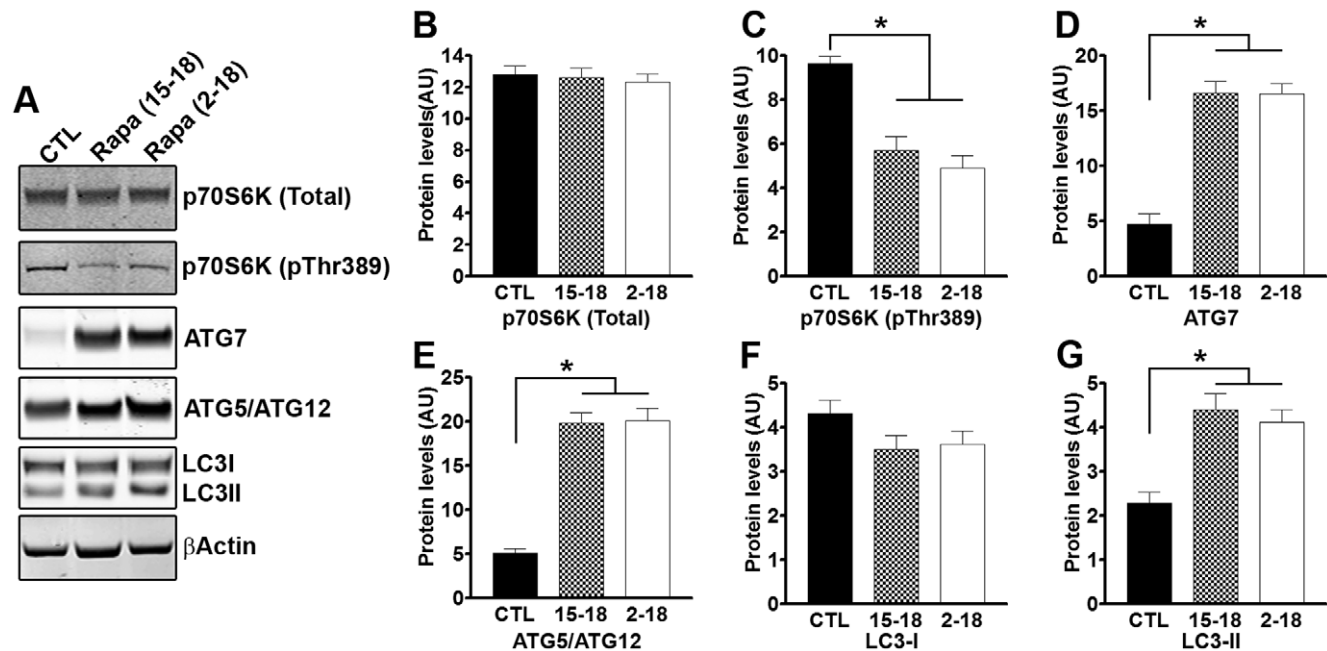 A
CTL
Rapa (15-18)
Rapa (2-18)
p70S6K (Total)
p70S6K (pThr389)
ATG7
ATG5/ATG12
LC3I
LC3II
βActin
B
Protein levels(AU)
14
12
10
8
6
4
2
0
CTL 15-18 2-18
p70S6K (Total)
C
*
Protein levels (AU)
10
8
6
4
2
0
CTL 15-18 2-18
p70S6K (pThr389)
D
*
Protein levels (AU)
20
15
10
5
0
CTL 15-18 2-18
ATG7
E
*
Protein levels (AU)
25
20
15
10
5
0
CTL 15-18 2-18
ATG5/ATG12
F
Protein levels (AU)
5
4
3
2
1
0
CTL 15-18 2-18
LC3-I
G
*
Protein levels (AU)
5
4
3
2
1
0
CTL 15-18 2-18
LC3-II